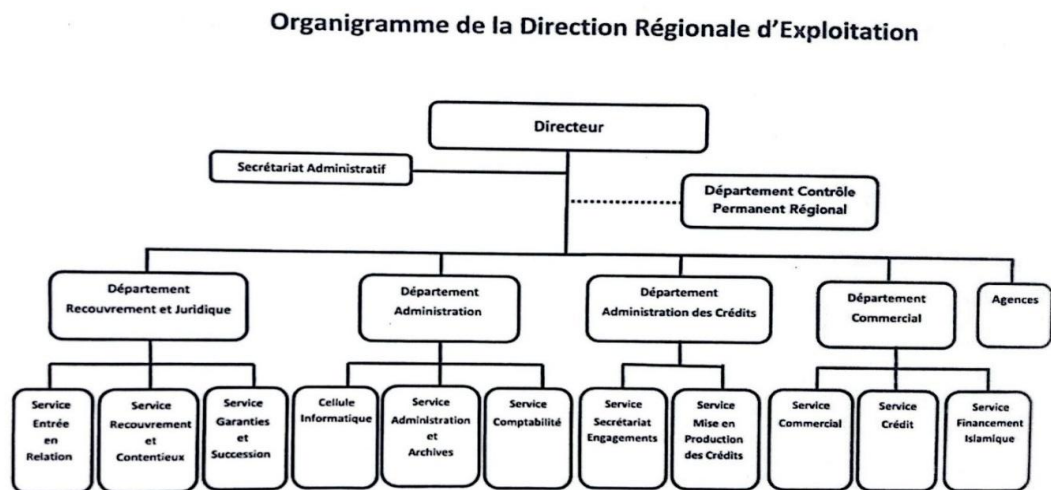 Organigramme de la Direction Régionale d'Exploitation
Directeur
Secrétariat Administratif
Département Contrôle
Permanent Régional
Département
Recouvrement et Juridique
Département
Administration
Département
Administration des Crédits
Département
Commercial
Agences
Service
Entrée
en
Relation
Service
Recouvrement
et
Contentieux
Service
Garanties
et
Succession
Cellule
Informatique
Service
Administration
et
Archives
Service
Comptabilité
Service
Secrétariat
Engagements
Service
Mise en
Production
des Crédits
Service
Commercial
Service
Crédit
Service
Financement
Islamique